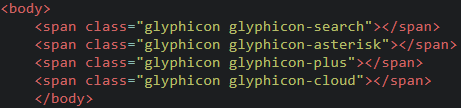 <body>
<span class="glyphicon glyphicon-search"></span>
<span class="glyphicon glyphicon-asterisk"></span>
<span class="glyphicon glyphicon-plus"></span>
<span class="glyphicon glyphicon-cloud"></span>
</body>